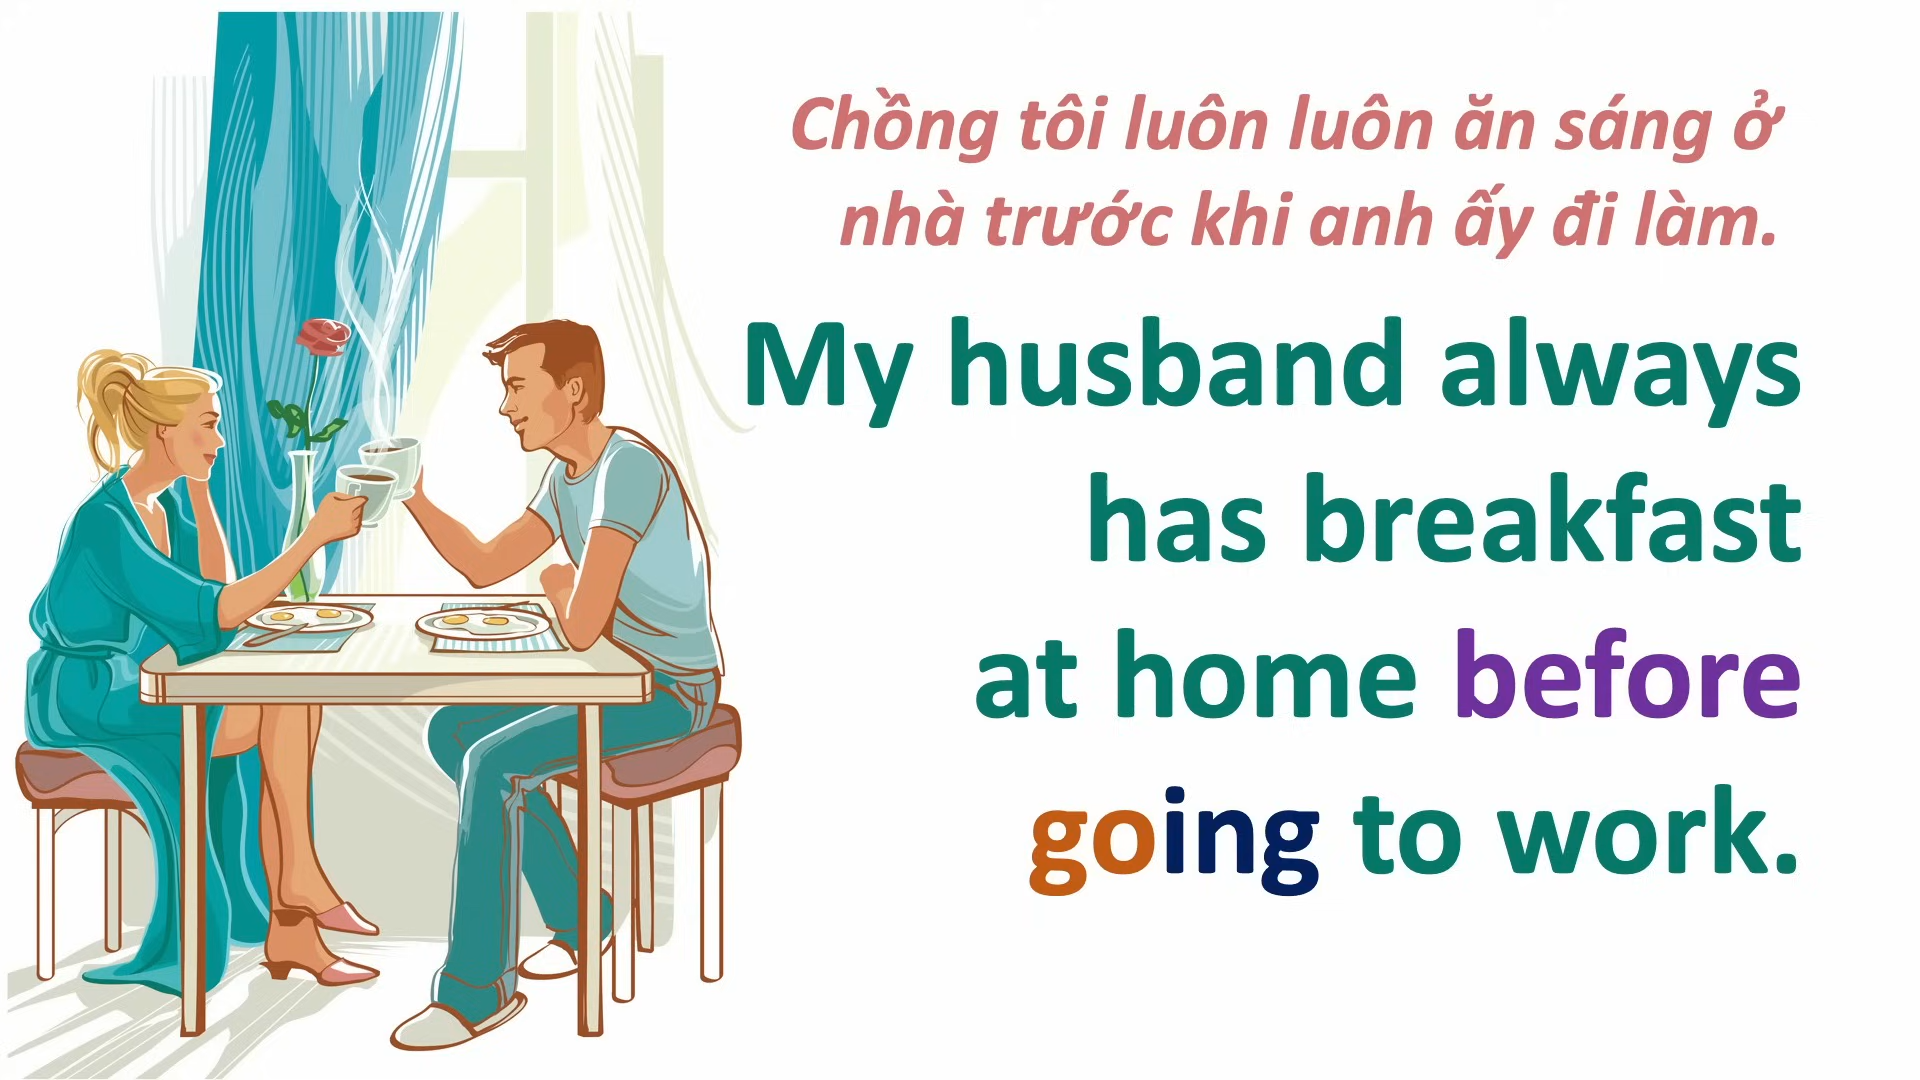 Chồng tôi luôn luôn ăn sáng ở
nhà trước khi anh ấy đi làm.
My husband always
has breakfast
at home before
going to work.